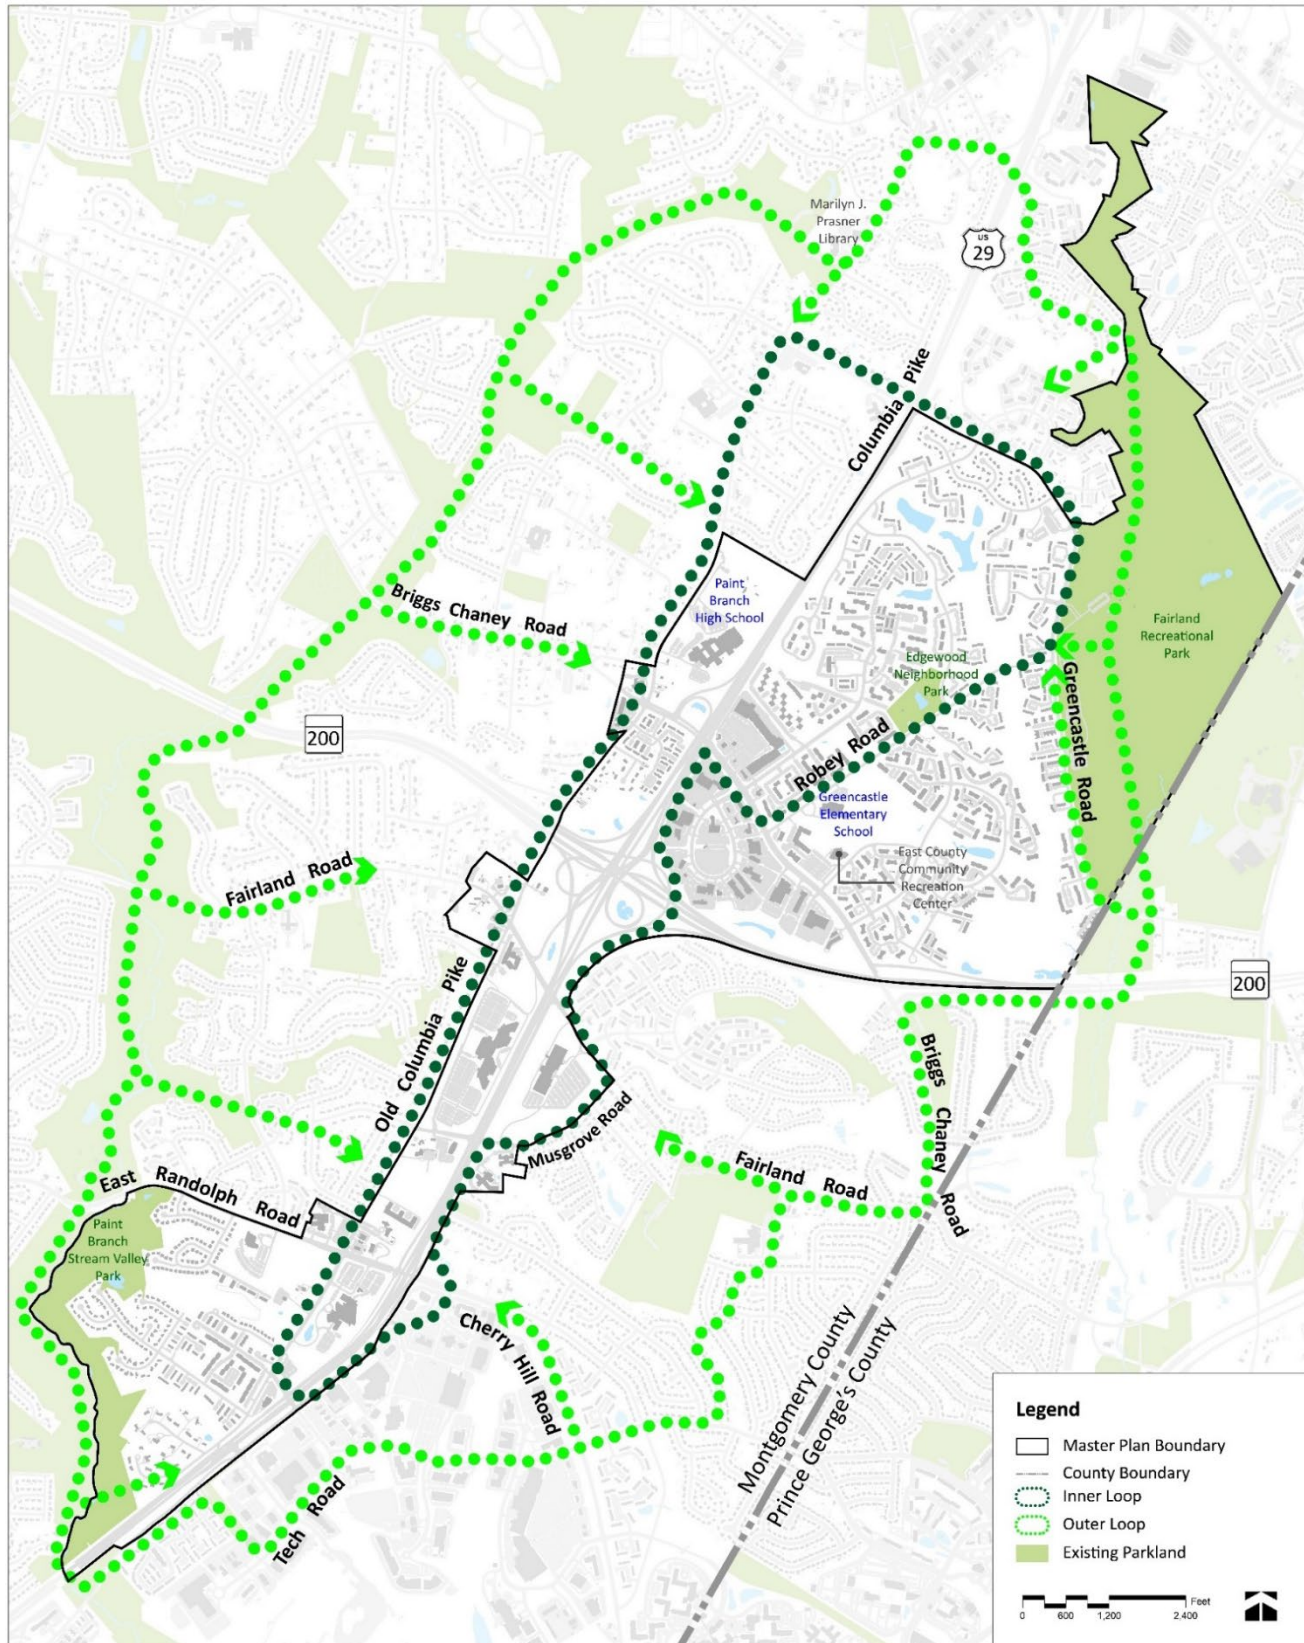 Marilyn J.
Prasner
Library
US
29
Columbia Pike
Paint
Branch
High School
Briggs Chaney Road
Fairland
Recreational
Park
Edgewood
Neighborhood
Park
Greencastle Road
200
Robey Road
Greencastle
Elementary
School
East County
Community
Recreation
Center
Fairland Road
Old Columbia Pike
200
Briggs Chaney Road
Musgrove Road
Fairland Road
East Randolph Road
Paint
Branch
Stream Valley
Park
Cherry Hill Road
Montgomery County
Prince George's County
Tech Road
Legend
Master Plan Boundary
County Boundary
Inner Loop
Outer Loop
Existing Parkland
Feet
0 600 1,200 2,400